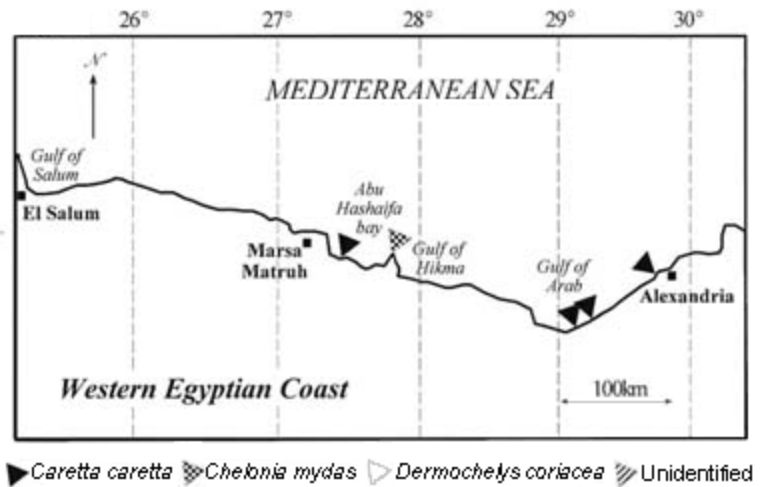 26° 27° 28° 29° 30°
N
MEDITERRANEAN SEA
Gulf of
Salum
El Salum
Abu
Hashaifa
bay
Marsa
Matruh
Gulf of
Hikma
Gulf of
Arab
Alexandria
Western Egyptian Coast
100km
Caretta caretta Chelonia mydas Dermochelys coriacea Unidentified